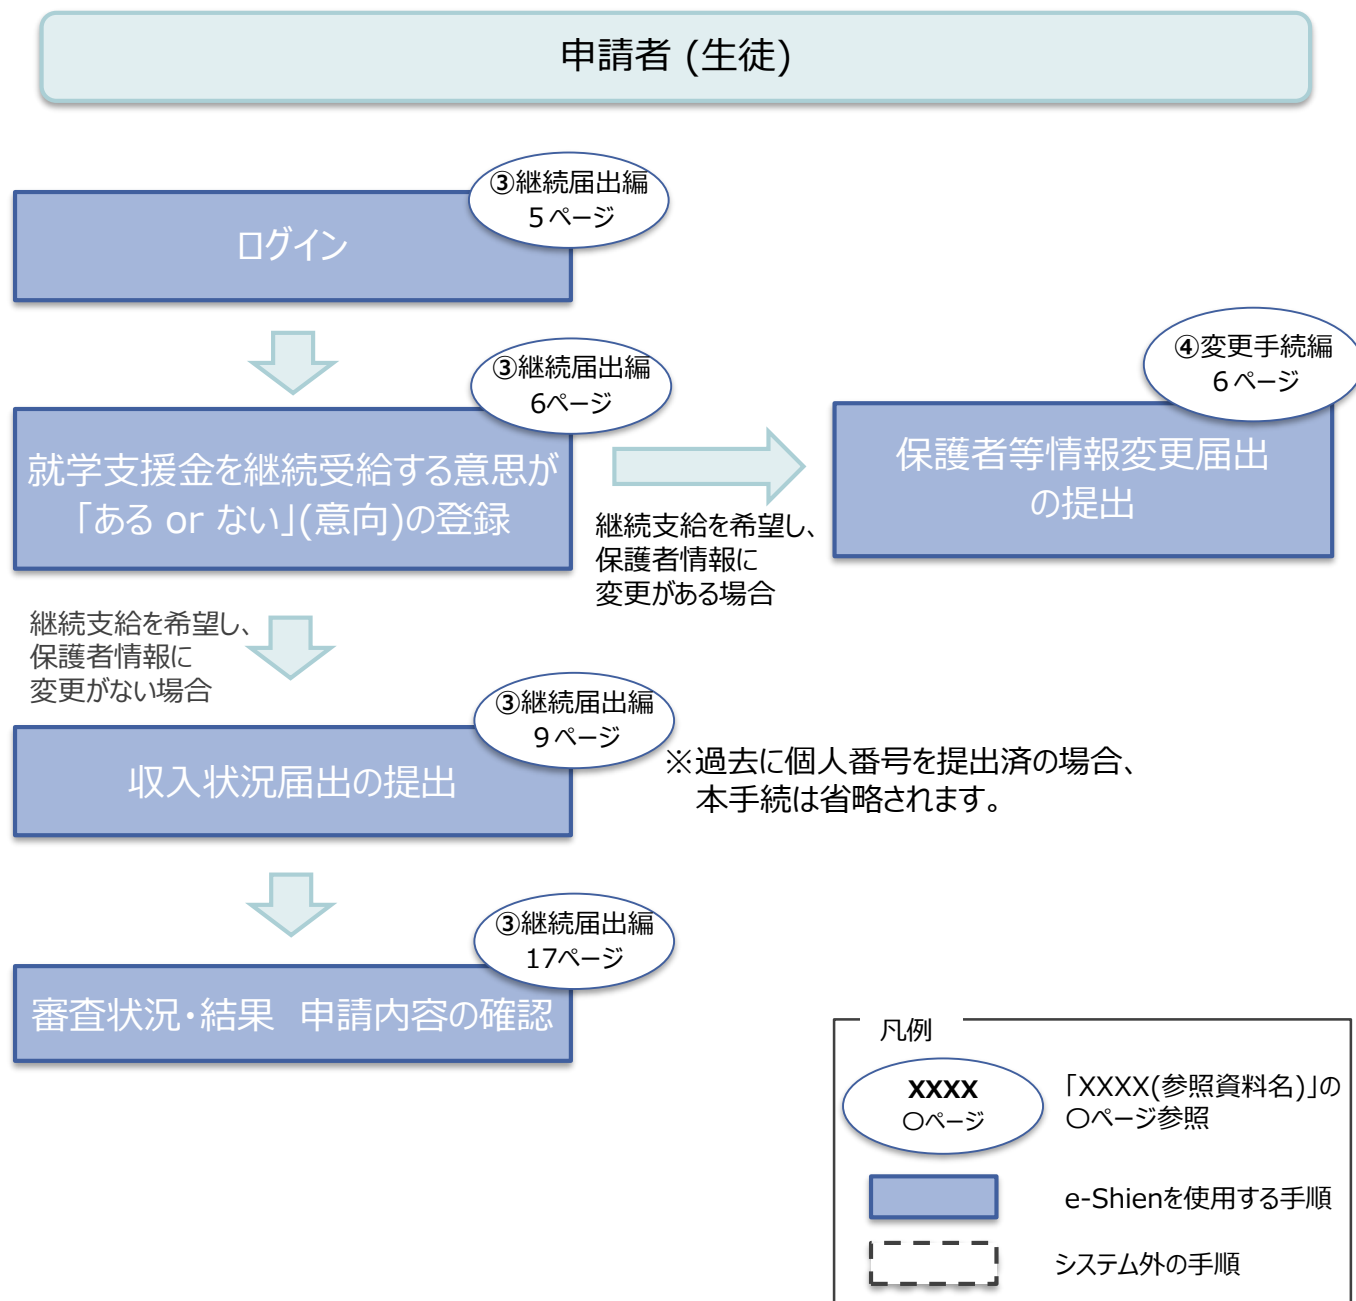 申請者 (生徒)
③継続届出編
5ページ
ログイン
③継続届出編
6ページ
就学支援金を継続受給する意思が
「ある or ない」(意向)の登録
④変更手続編
6ページ
保護者等情報変更届出
の提出
継続支給を希望し、
保護者情報に
変更がある場合
継続支給を希望し、
保護者情報に
変更がない場合
③継続届出編
9ページ
収入状況届出の提出
※過去に個人番号を提出済の場合、
本手続は省略されます。
③継続届出編
17ページ
審査状況・結果　申請内容の確認
凡例
XXXX
〇ページ
「XXXX(参照資料名)」の
〇ページ参照
e-Shienを使用する手順
システム外の手順